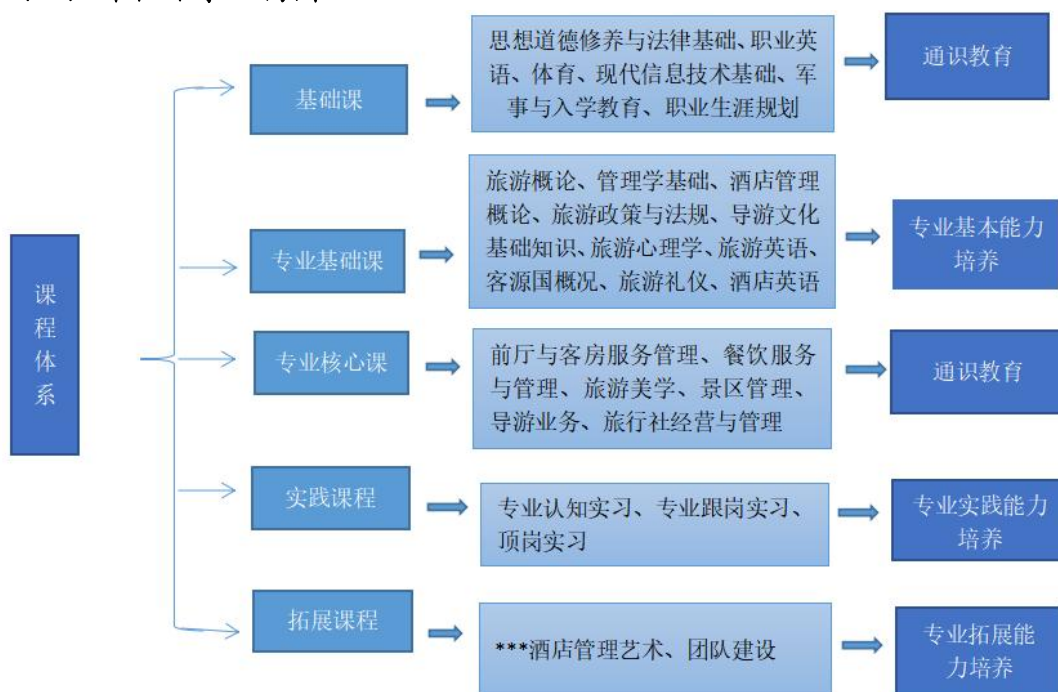 课
程
体
系
基础课
思想道德修养与法律基础、职业英
语、体育、现代信息技术基础、军
事与入学教育、职业生涯规划
通识教育
专业基础课
旅游概论、管理学基础、酒店管理
概论、旅游政策与法规、导游文化
基础知识、旅游心理学、旅游英语、
客源国概况、旅游礼仪、酒店英语
专业基本能力
培养
专业核心课
前厅与客房服务管理、餐饮服务
与管理、旅游美学、景区管理、
导游业务、旅行社经营与管理
通识教育
实践课程
专业认知实习、专业跟岗实习、
顶岗实习
专业实践能力
培养
拓展课程
***酒店管理艺术、团队建设
专业拓展能
力培养